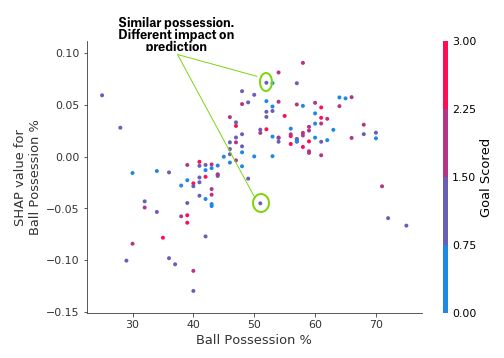 Similar possession.
Different impact on
prediction
0.10
0.05
0.00
−0.05
−0.10
−0.15
SHAP value for
Ball Possession %
30
40
50
60
70
Ball Possession %
3.00
2.25
1.50
0.75
0.00
Goal Scored